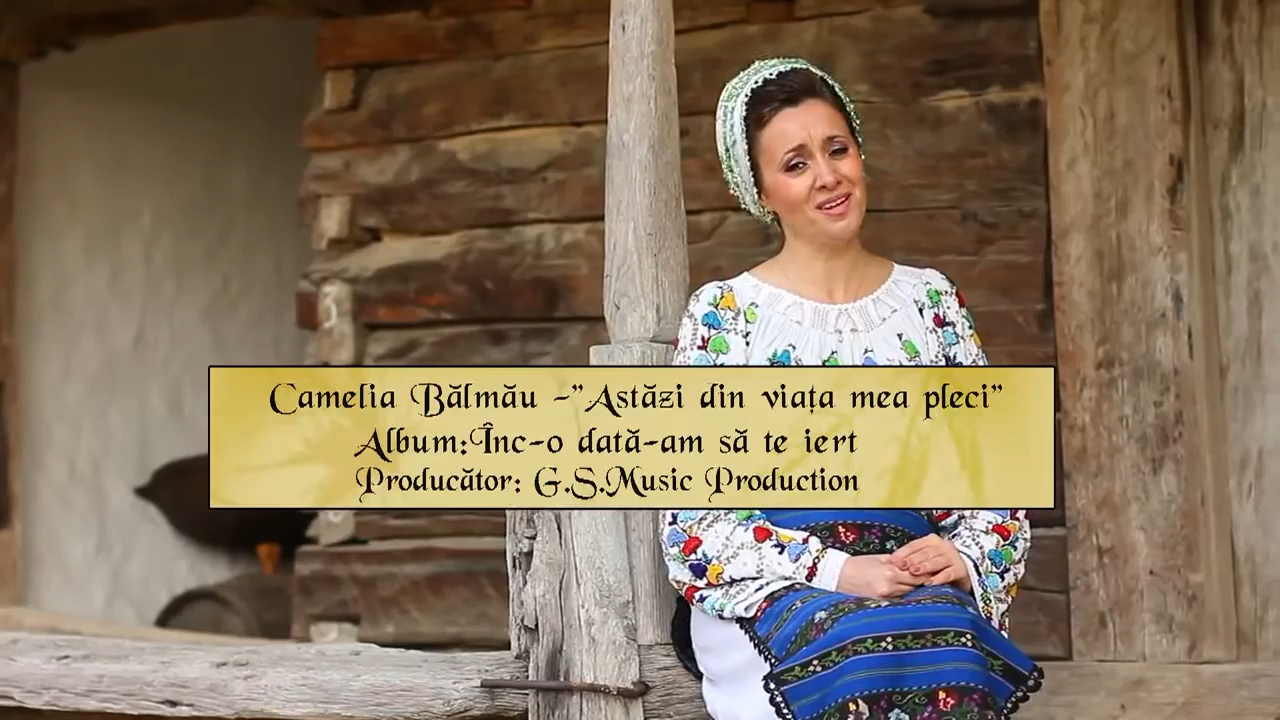 Camelia Bălmău -"Astăzi din viața mea pleci"
Album:Înc-o dată-am să te iert
Producător: G.S.Music Production